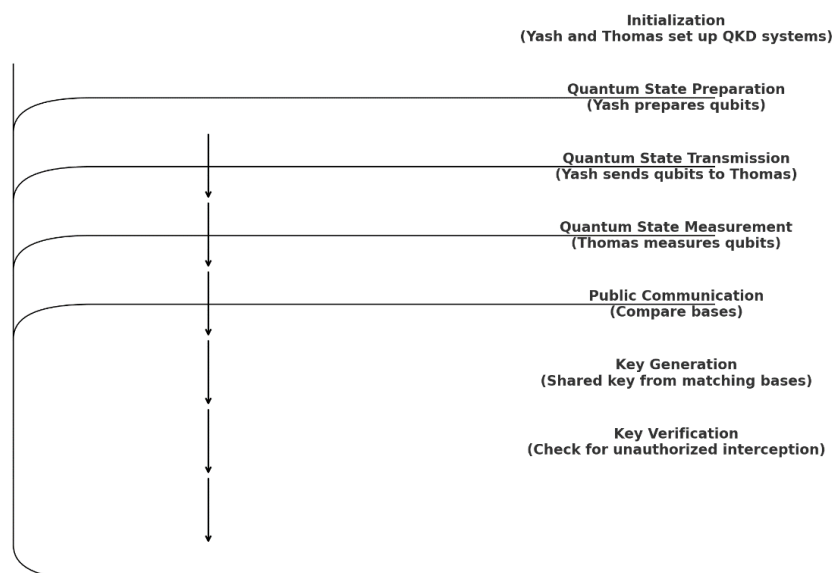 Initialization
(Yash and Thomas set up QKD systems)
Quantum State Preparation
(Yash prepares qubits)
Quantum State Transmission
(Yash sends qubits to Thomas)
Quantum State Measurement
(Thomas measures qubits)
Public Communication
(Compare bases)
Key Generation
(Shared key from matching bases)
Key Verification
(Check for unauthorized interception)